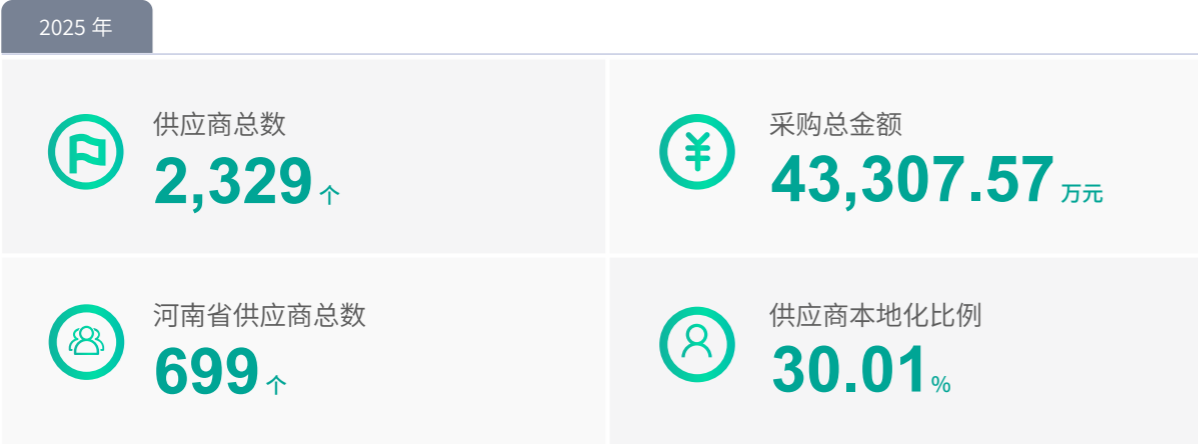 2025 年
供应商总数
2,329 个
采购总金额
43,307.57 万元
河南省供应商总数
699 个
供应商本地化比例
30.01%